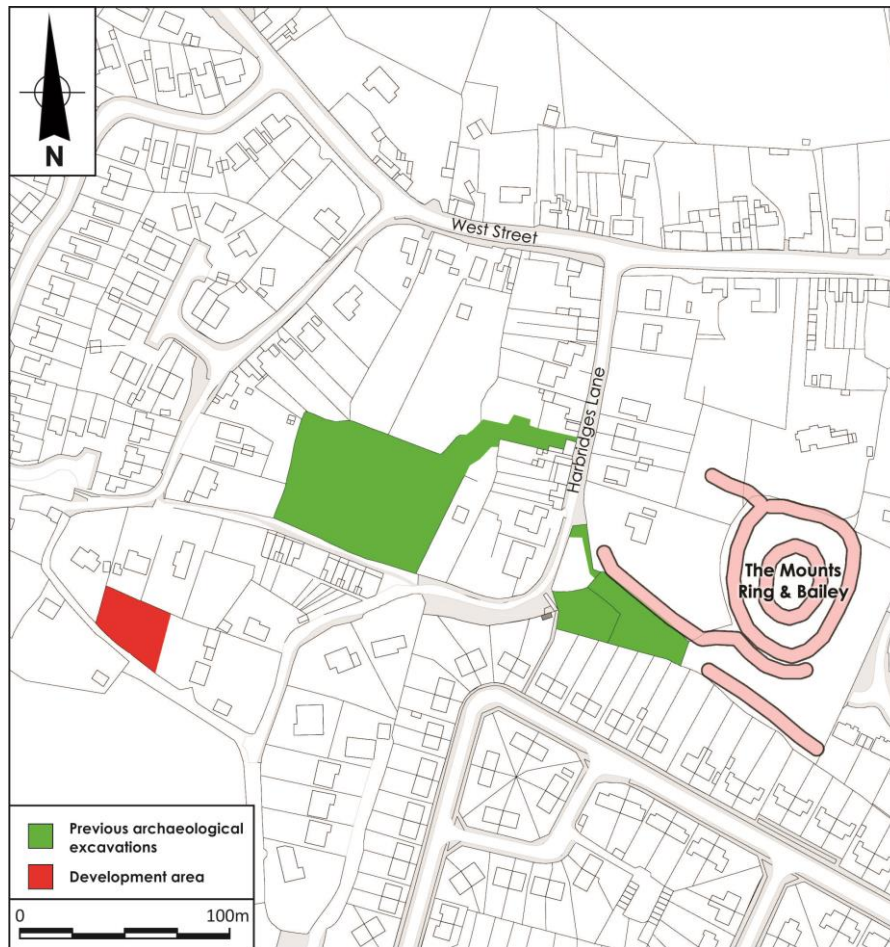 N
West Street
Harbridges Lane
The Mounts
Ring & Bailey
Previous archaeological
excavations
Development area
0
100m